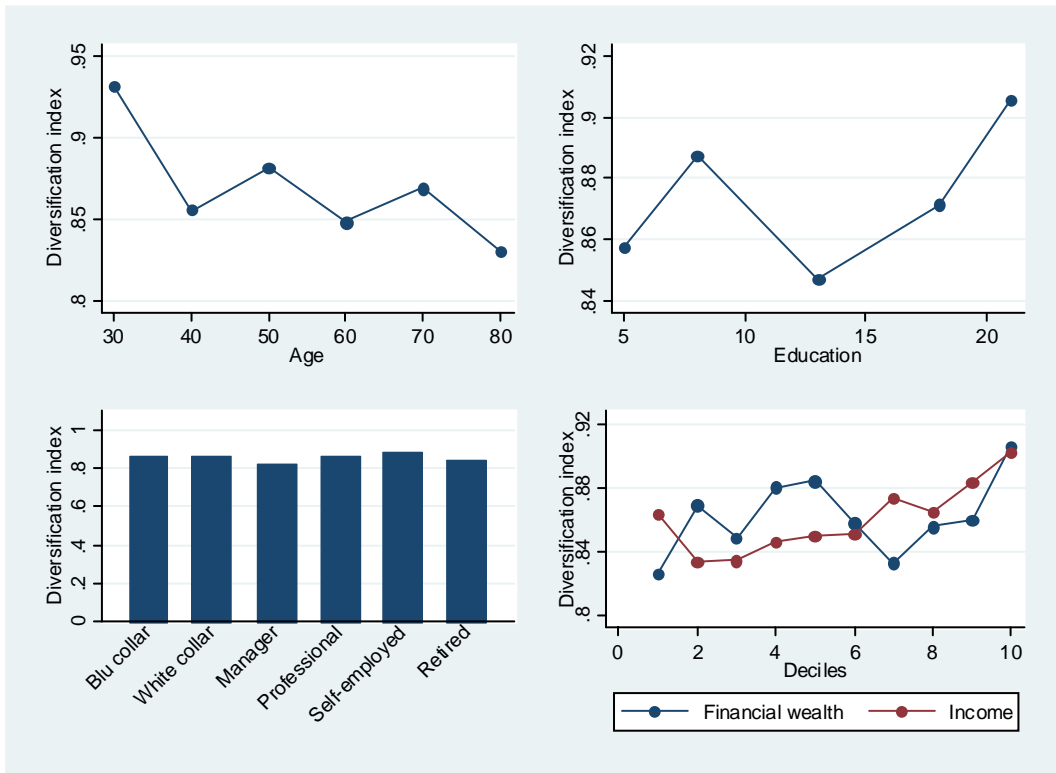 Diversification index
.95
.9
.85
.8
30 40 50 60 70 80
Age
Diversification index
.92
.9
.88
.86
.84
5 10 15 20
Education
Diversification index
1
.8
.6
.4
.2
0
Blu collar
White collar
Manager
Professional
Self-employed
Retired
Diversification index
.92
.88
.84
.8
0 2 4 6 8 10
Deciles
Financial wealth Income